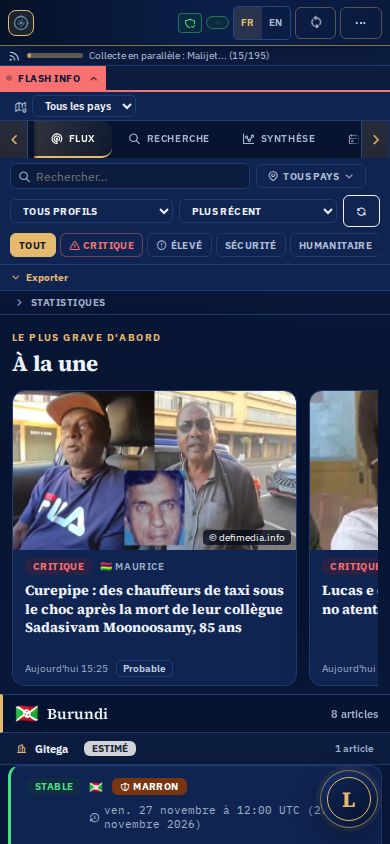 FR EN
Collecte en parallèle : Malijet... (15/195)
FLASH INFO
Tous les pays
FLUX RECHERCHE SYNTHÈSE
Rechercher... TOUS PAYS
TOUS PROFILS PLUS RÉCENT
TOUT CRITIQUE ÉLEVÉ SÉCURITÉ HUMANITAIRE
Exporter
STATISTIQUES
LE PLUS GRAVE D'ABORD
À la une
FILA
© defimedia.info
CRITIQUE MAURICE
Curepipe : des chauffeurs de taxi sous
le choc après la mort de leur collègue
Sadasivam Moonoosamy, 85 ans
Aujourd'hui 15:25 Probable
CRITIQUE
Lucas e
no atent
Aujourd'hui
Burundi 8 articles
Gitega ESTIMÉ 1 article
STABLE MARRON
ven. 27 novembre à 12:00 UTC (2
novembre 2026)
L